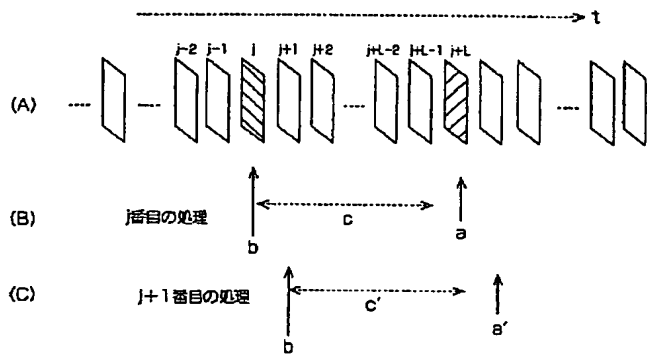 t
j-2 j-1 j j+1 j+2 j+L-2 j+L-1 j+L
(A)
(B) j番目の処理 b c a
(C) j+1番目の処理 b c′ a′